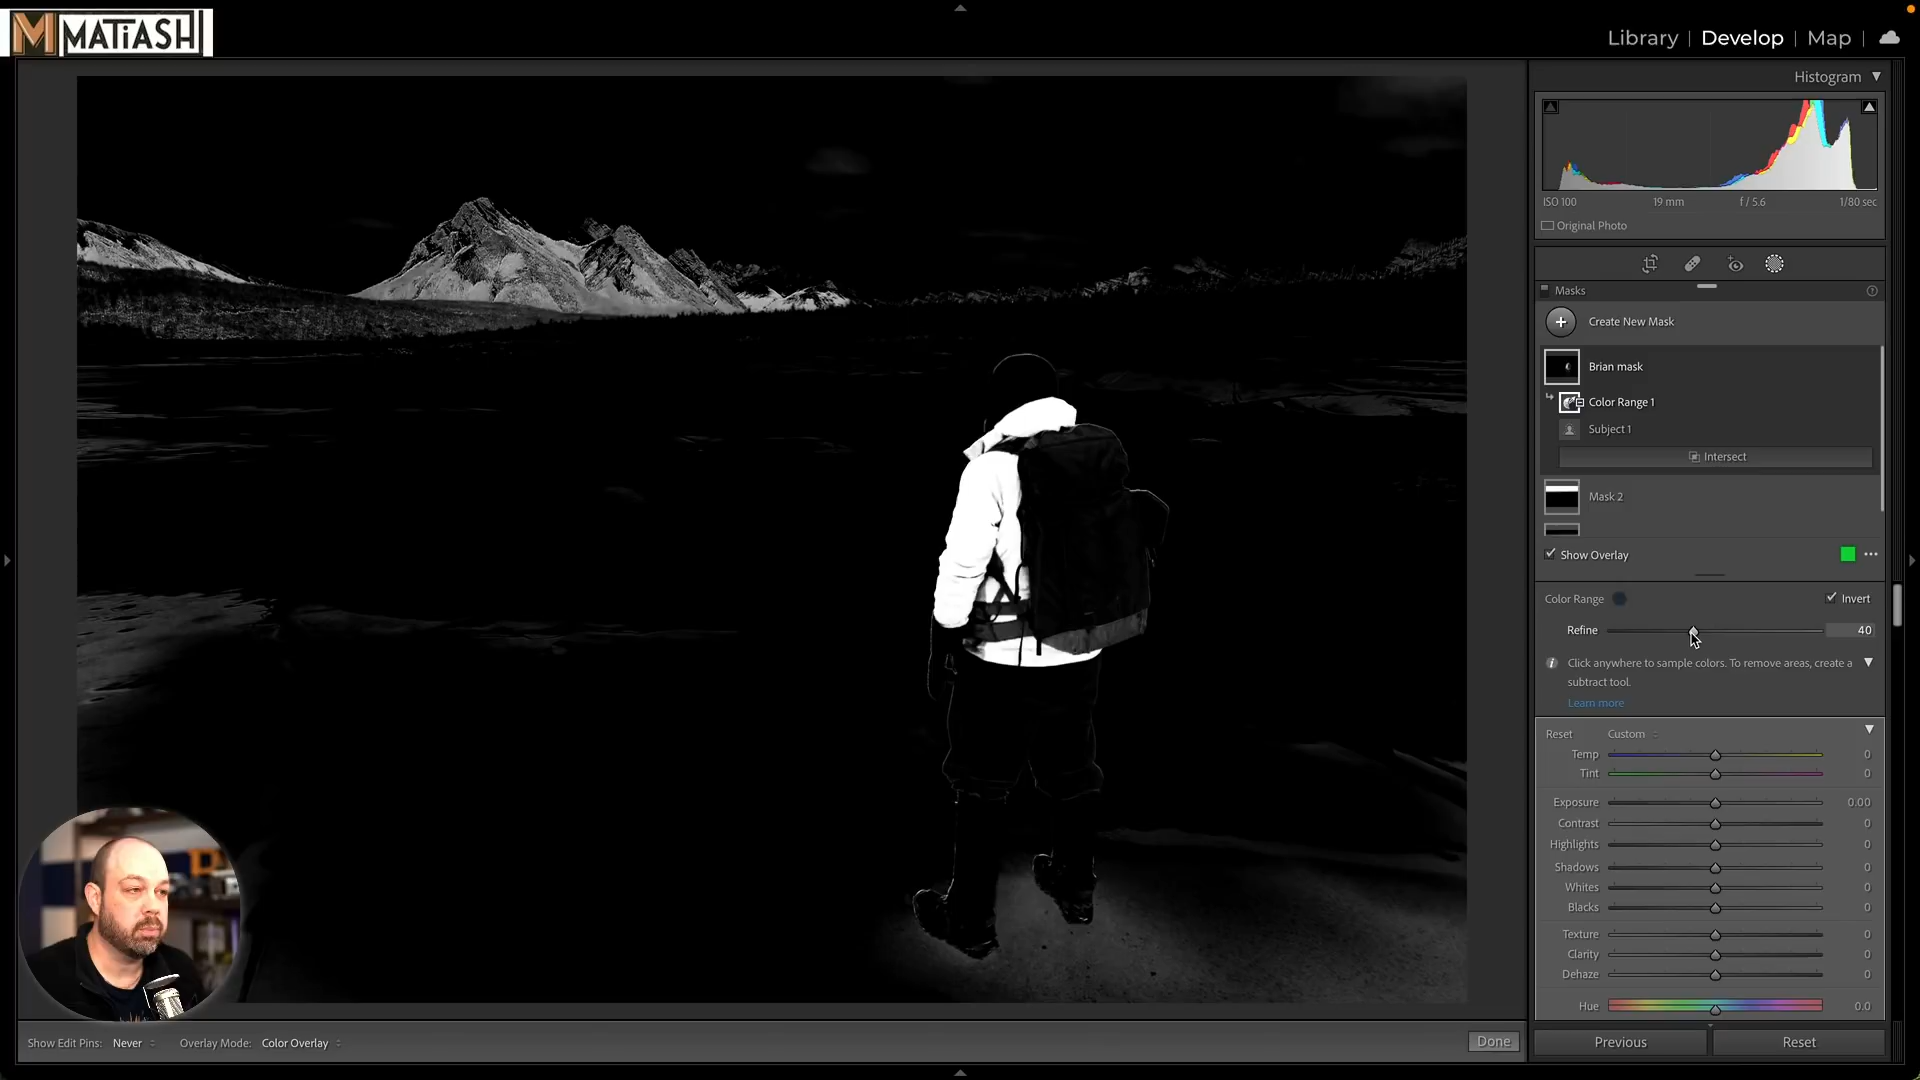 M MATiASH
Library | Develop | Map |
Histogram
ISO 100 19 mm f / 5.6 1/80 sec
Original Photo
Masks
Create New Mask
Brian mask
Color Range 1
Subject 1
Intersect
Mask 2
Show Overlay
Color Range Invert
Refine 40
Click anywhere to sample colors. To remove areas, create a
subtract tool.
Learn more
Reset Custom
Temp 0
Tint 0
Exposure 0.00
Contrast 0
Highlights 0
Shadows 0
Whites 0
Blacks 0
Texture 0
Clarity 0
Dehaze 0
Hue 0.0
Show Edit Pins: Never Overlay Mode: Color Overlay Done
Previous Reset